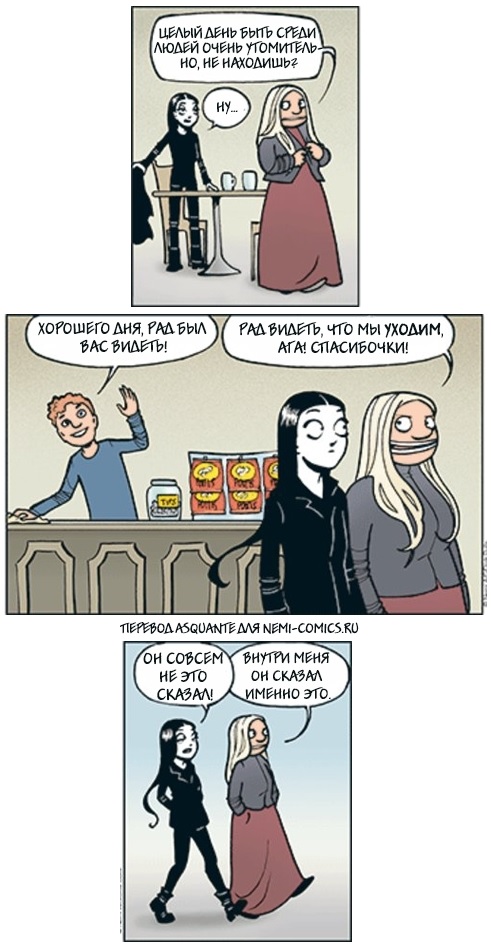 ЦЕЛЫЙ ДЕНЬ БЫТЬ СРЕДИ
ЛЮДЕЙ ОЧЕНЬ УТОМИТЕЛЬ-
НО, НЕ НАХОДИШЬ?
НУ...
ХОРОШЕГО ДНЯ, РАД БЫЛ
ВАС ВИДЕТЬ!
РАД ВИДЕТЬ, ЧТО МЫ УХОДИМ,
АГА! СПАСИБОЧКИ!
TIPS
ПЕРЕВОД ASQUANTE ДЛЯ NEMI-COMICS.RU
ОН СОВСЕМ
НЕ ЭТО
СКАЗАЛ!
ВНУТРИ МЕНЯ
ОН СКАЗАЛ
ИМЕННО ЭТО.